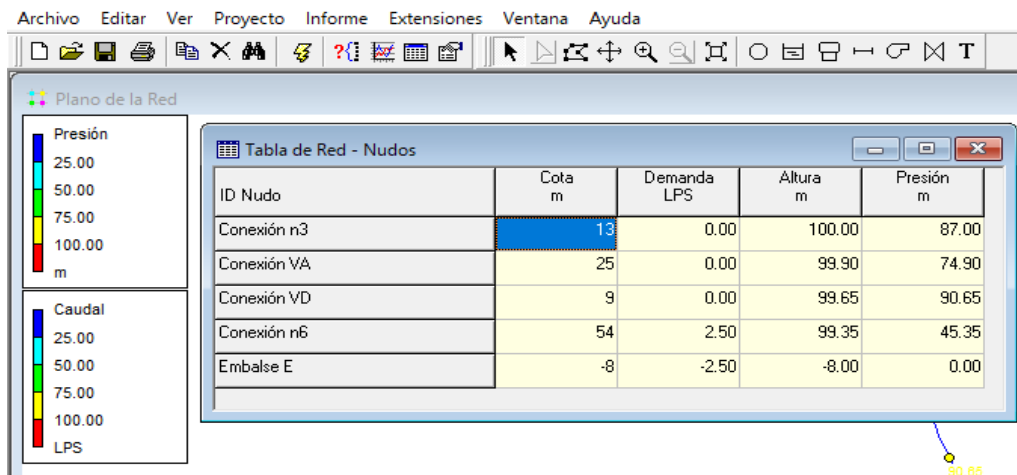 Archivo Editar Ver Proyecto Informe Extensiones Ventana Ayuda
?{} T
Plano de la Red
Presión
25.00
50.00
75.00
100.00
m
Caudal
25.00
50.00
75.00
100.00
LPS
Tabla de Red - Nudos
ID Nudo Cota m Demanda LPS Altura m Presión m
Conexión n3 13 0.00 100.00 87.00
Conexión VA 25 0.00 99.90 74.90
Conexión VD 9 0.00 99.65 90.65
Conexión n6 54 2.50 99.35 45.35
Embalse E -8 -2.50 -8.00 0.00
90.65